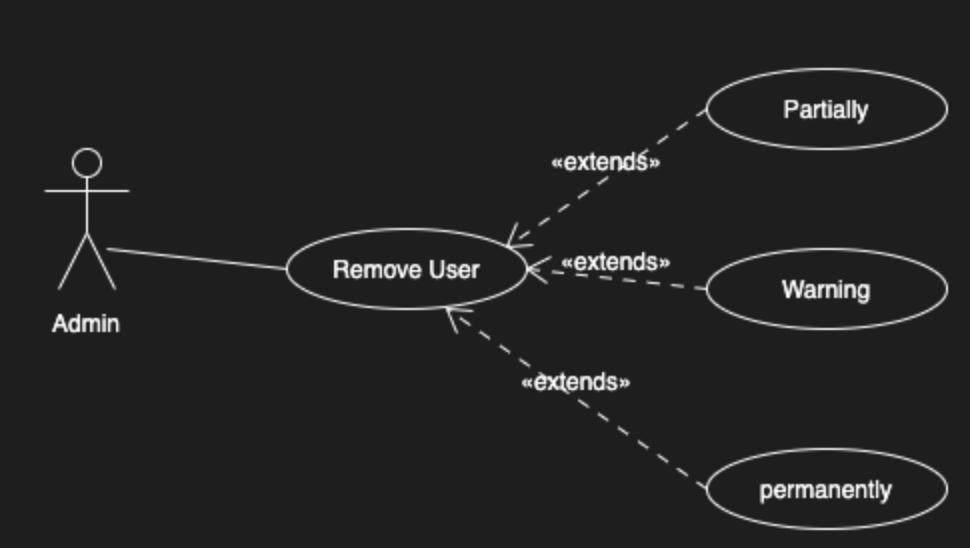 Partially
«extends»
«extends»
Remove User
Warning
Admin
«extends»
permanently